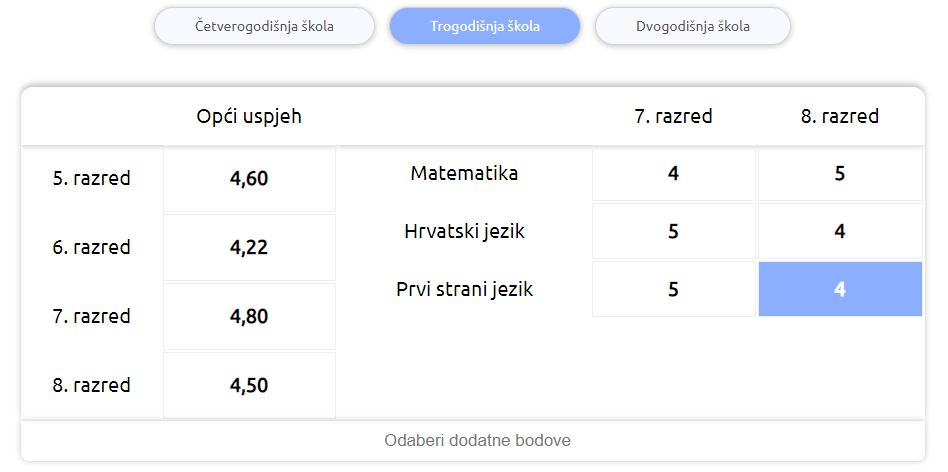 Četverogodišnja škola Trogodišnja škola Dvogodišnja škola
Opći uspjeh 7. razred 8. razred
5. razred 4,60 Matematika 4 5
6. razred 4,22 Hrvatski jezik 5 4
7. razred 4,80 Prvi strani jezik 5 4
8. razred 4,50
Odaberi dodatne bodove